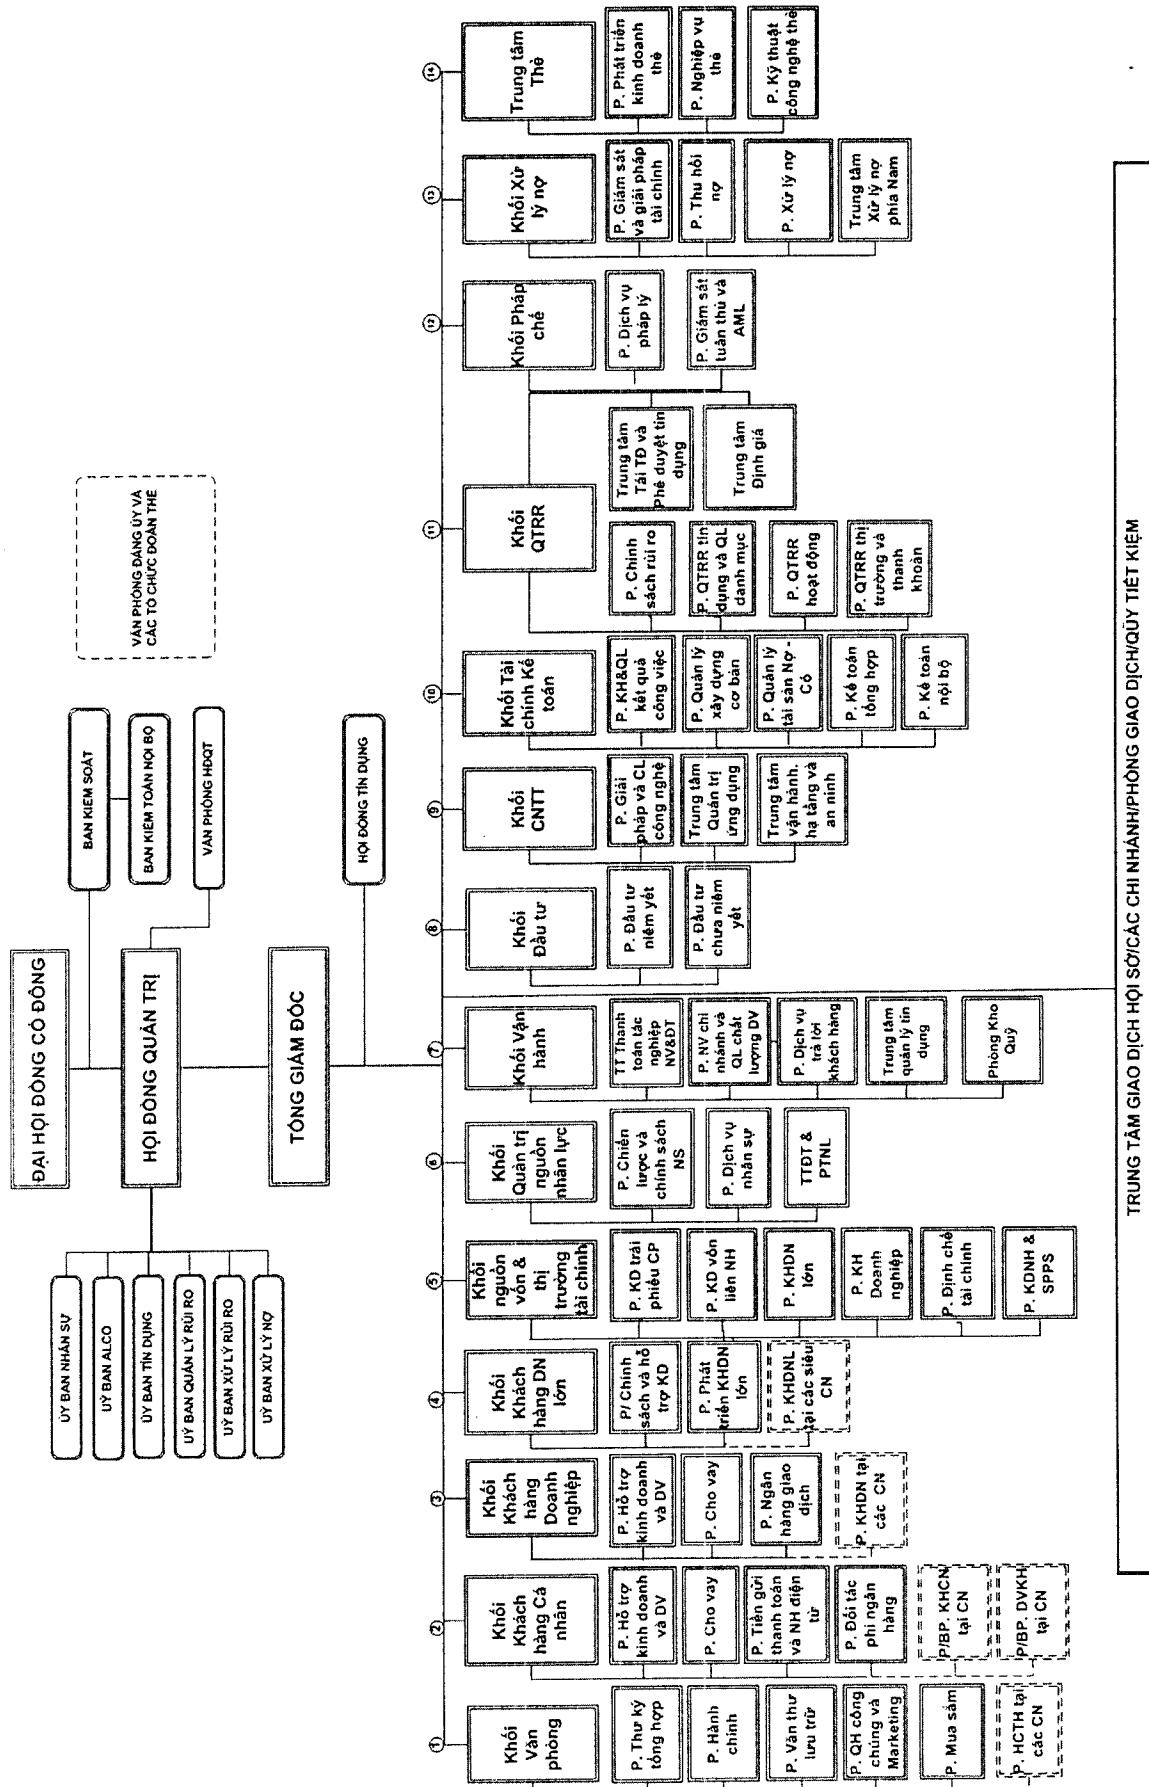 ĐẠI HỘI ĐỒNG CỔ ĐÔNG
BAN KIỂM SOÁT
BAN KIỂM TOÁN NỘI BỘ
VĂN PHÒNG ĐẢNG ỦY VÀ
CÁC TỔ CHỨC ĐOÀN THỂ
HỘI ĐỒNG QUẢN TRỊ
VĂN PHÒNG HĐQT
UỶ BAN NHÂN SỰ
UỶ BAN ALCO
ỦY BAN TÍN DỤNG
UỶ BAN QUẢN LÝ RỦI RO
UỶ BAN XỬ LÝ RỦI RO
UỶ BAN XỬ LÝ NỢ
TỔNG GIÁM ĐỐC
HỘI ĐỒNG TÍN DỤNG
1
Khối
Văn
phòng
P. Thư ký
tổng hợp
P. Hành
chính
P. Văn thư
lưu trữ
P. QH công
chúng và
Marketing
P. Mua sắm
P. HCTH tại
các CN
2
Khối
Khách
hàng Cá
nhân
P. Hỗ trợ
kinh doanh
và DV
P. Cho vay
P. Tiền gửi
thanh toán
và NH điện
tử
P. Đối tác
phi ngân
hàng
P/BP. KHCN
tại CN
P/BP. DVKH
tại CN
3
Khối
Khách
hàng
Doanh
nghiệp
P. Hỗ trợ
kinh doanh
và DV
P. Cho vay
P. Ngân
hàng giao
dịch
P. KHDN tại
các CN
4
Khối
Khách
hàng DN
lớn
P/ Chính
sách và hỗ
trợ KD
P. Phát
triển KHDN
lớn
P. KHDNL
tại các siêu
CN
5
Khối
nguồn
vốn &
thị
trường
tài chính
P. KD trái
phiếu CP
P. KD vốn
liên NH
P. KHDN
lớn
P. KH
Doanh
nghiệp
P. Định chế
tài chính
P. KDNH &
SPPS
6
Khối
Quản trị
nguồn
nhân lực
P. Chiến
lược và
chính sách
NS
P. Dịch vụ
nhân sự
TTĐT &
PTNL
7
Khối Vận
hành
TT Thanh
toán tác
nghiệp
NV&ĐT
P. NV chi
nhánh và
QL chất
lượng DV
P. Dịch vụ
trả lời
khách hàng
Trung tâm
quản lý tín
dụng
Phòng Kho
Quỹ
8
Khối
Đầu tư
P. Đầu tư
niêm yết
P. Đầu tư
chưa niêm
yết
9
Khối
CNTT
P. Giải
pháp và CL
công nghệ
Trung tâm
Quản trị
ứng dụng
Trung tâm
vận hành,
hạ tầng và
an ninh
10
Khối Tài
chính Kế
toán
P. KH&QL
kết quả
công việc
P. Quản lý
xây dựng
cơ bản
P. Quản lý
tài sản Nợ -
Có
P. Kế toán
tổng hợp
P. Kế toán
nội bộ
11
Khối
QTRR
P. Chính
sách rủi ro
P. QTRR tín
dụng và QL
danh mục
P. QTRR
hoạt động
P. QTRR thị
trường và
thanh
khoản
Trung tâm
Tái TĐ và
Phê duyệt tín
dụng
Trung tâm
Định giá
12
Khối Pháp
chế
P. Dịch vụ
pháp lý
P. Giám sát
tuân thủ và
AML
13
Khối Xử
lý nợ
P. Giám sát
và giải pháp
tài chính
P. Thu hồi
nợ
P. Xử lý nợ
Trung tâm
Xử lý nợ
phía Nam
14
Trung tâm
Thẻ
P. Phát triển
kinh doanh
thẻ
P. Nghiệp vụ
thẻ
P. Kỹ thuật
công nghệ thẻ
TRUNG TÂM GIAO DỊCH HỘI SỞ/CÁC CHI NHÁNH/PHÒNG GIAO DỊCH/QUỸ TIẾT KIỆM